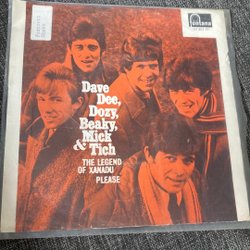 fontana
Dave
Dee,
Dozy,
Beaky,
Mick
& Tich
THE LEGEND
OF XANADU
PLEASE